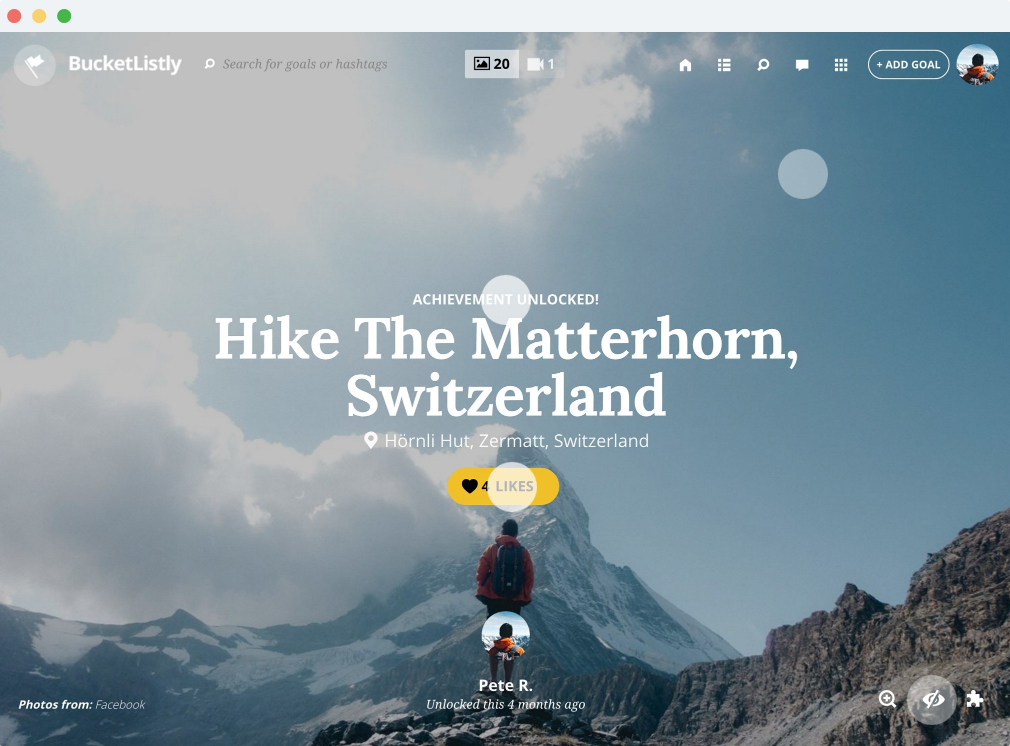 BucketListly
Search for goals or hashtags
20
1
+ ADD GOAL
ACHIEVEMENT UNLOCKED!
Hike The Matterhorn,
Switzerland
Hörnli Hut, Zermatt, Switzerland
4 LIKES
Pete R.
Unlocked this 4 months ago
Photos from: Facebook